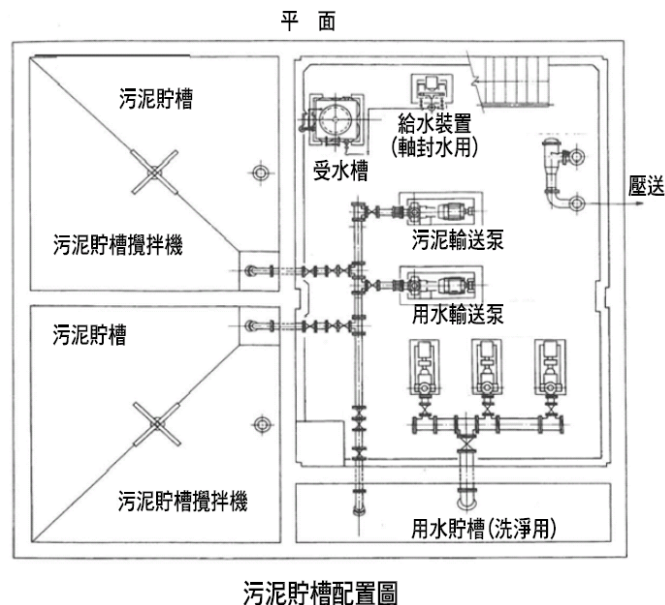 平 面
污泥貯槽
給水裝置
(軸封水用)
受水槽
壓送
污泥輸送泵
污泥貯槽攪拌機
用水輸送泵
污泥貯槽
污泥貯槽攪拌機
用水貯槽(洗淨用)
污泥貯槽配置圖